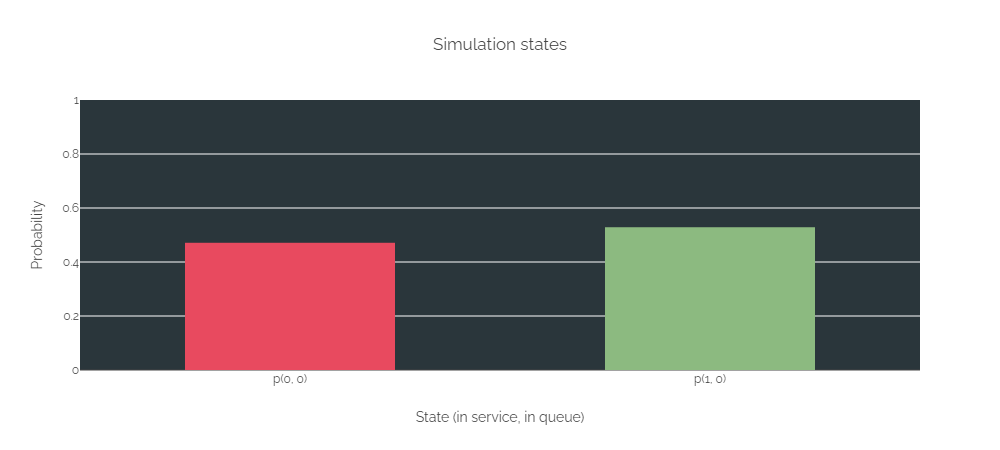 Simulation states
Probability
1
0.8
0.6
0.4
0.2
0
p(0, 0)
p(1, 0)
State (in service, in queue)